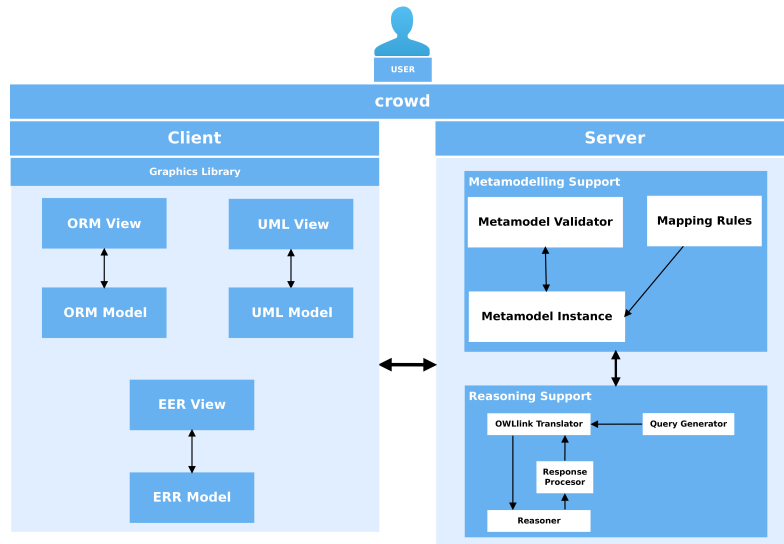 USER
crowd
Client
Server
Graphics Library
ORM View
UML View
ORM Model
UML Model
EER View
ERR Model
Metamodelling Support
Metamodel Validator
Mapping Rules
Metamodel Instance
Reasoning Support
OWLlink Translator
Query Generator
Response
Procesor
Reasoner